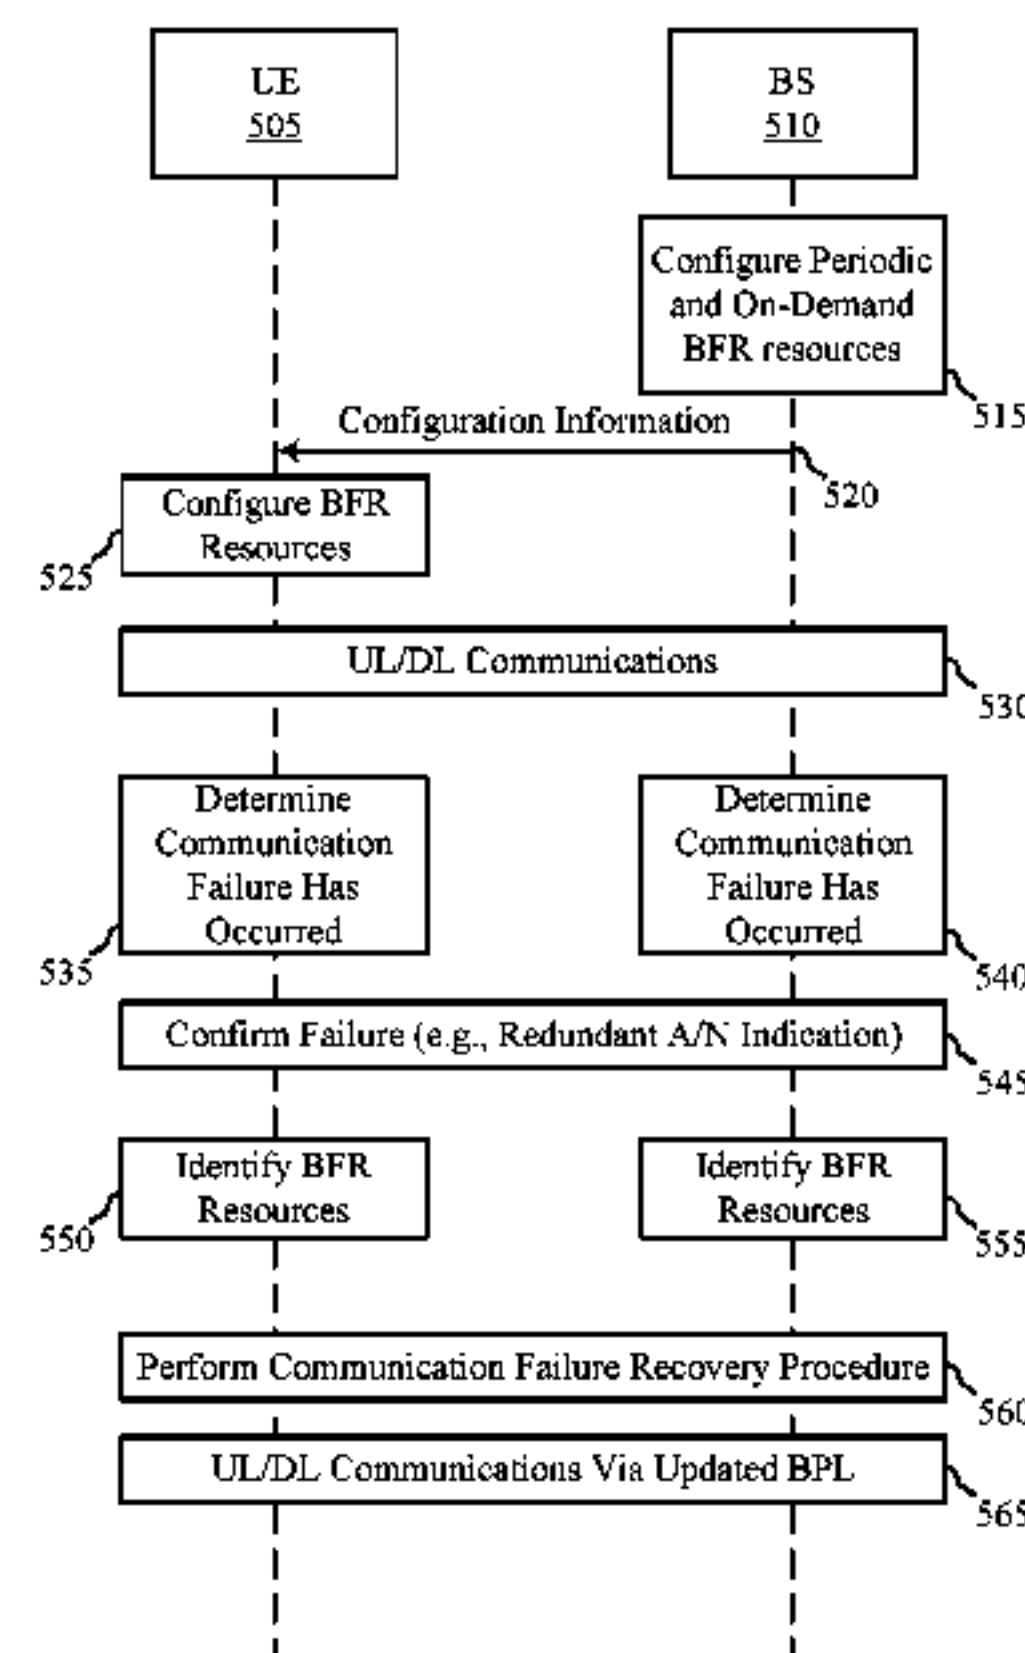 UE
505
BS
510
Configure Periodic
and On-Demand
BFR resources
515
Configuration Information
520
Configure BFR
Resources
525
UL/DL Communications
530
Determine
Communication
Failure Has
Occurred
535
Determine
Communication
Failure Has
Occurred
540
Confirm Failure (e.g., Redundant A/N Indication)
545
Identify BFR
Resources
550
Identify BFR
Resources
555
Perform Communication Failure Recovery Procedure
560
UL/DL Communications Via Updated BPL
565